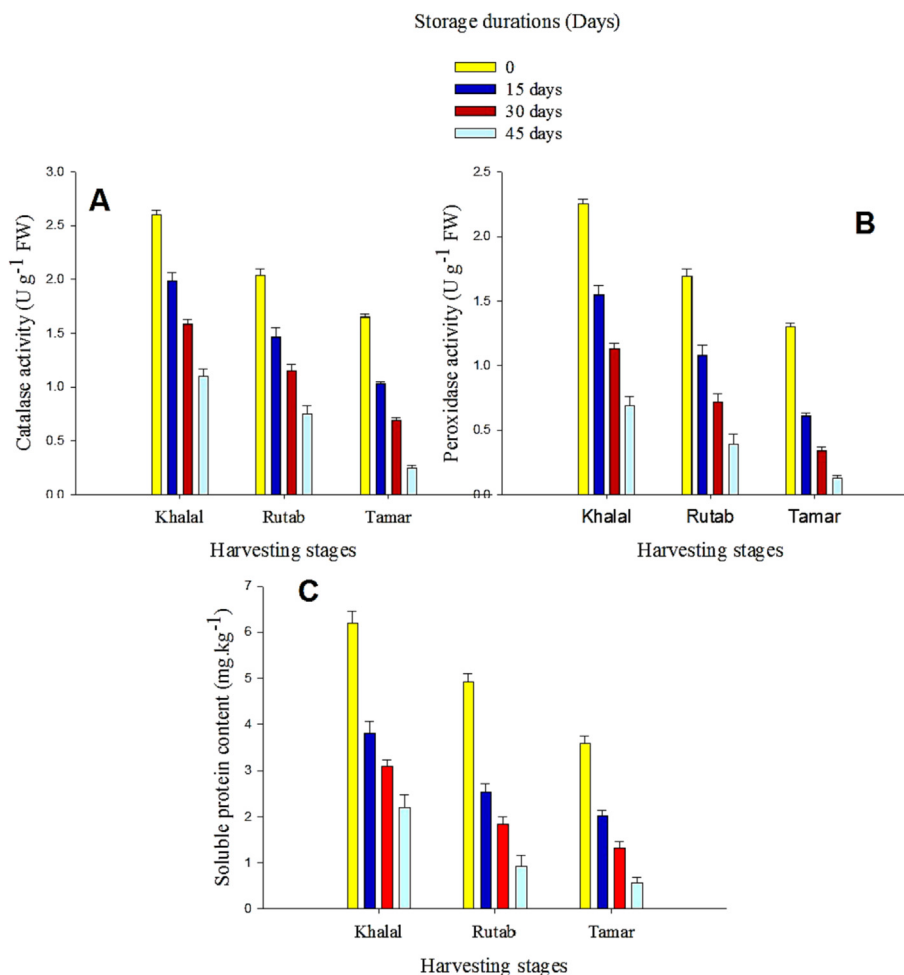 Storage durations (Days)
0
15 days
30 days
45 days
A
Catalase activity (U g⁻¹ FW)
3.0
2.5
2.0
1.5
1.0
0.5
0.0
Khalal Rutab Tamar
Harvesting stages
B
Peroxidase activity (U g⁻¹ FW)
2.5
2.0
1.5
1.0
0.5
0.0
Khalal Rutab Tamar
Harvesting stages
C
Soluble protein content (mg.kg⁻¹)
7
6
5
4
3
2
1
0
Khalal Rutab Tamar
Harvesting stages